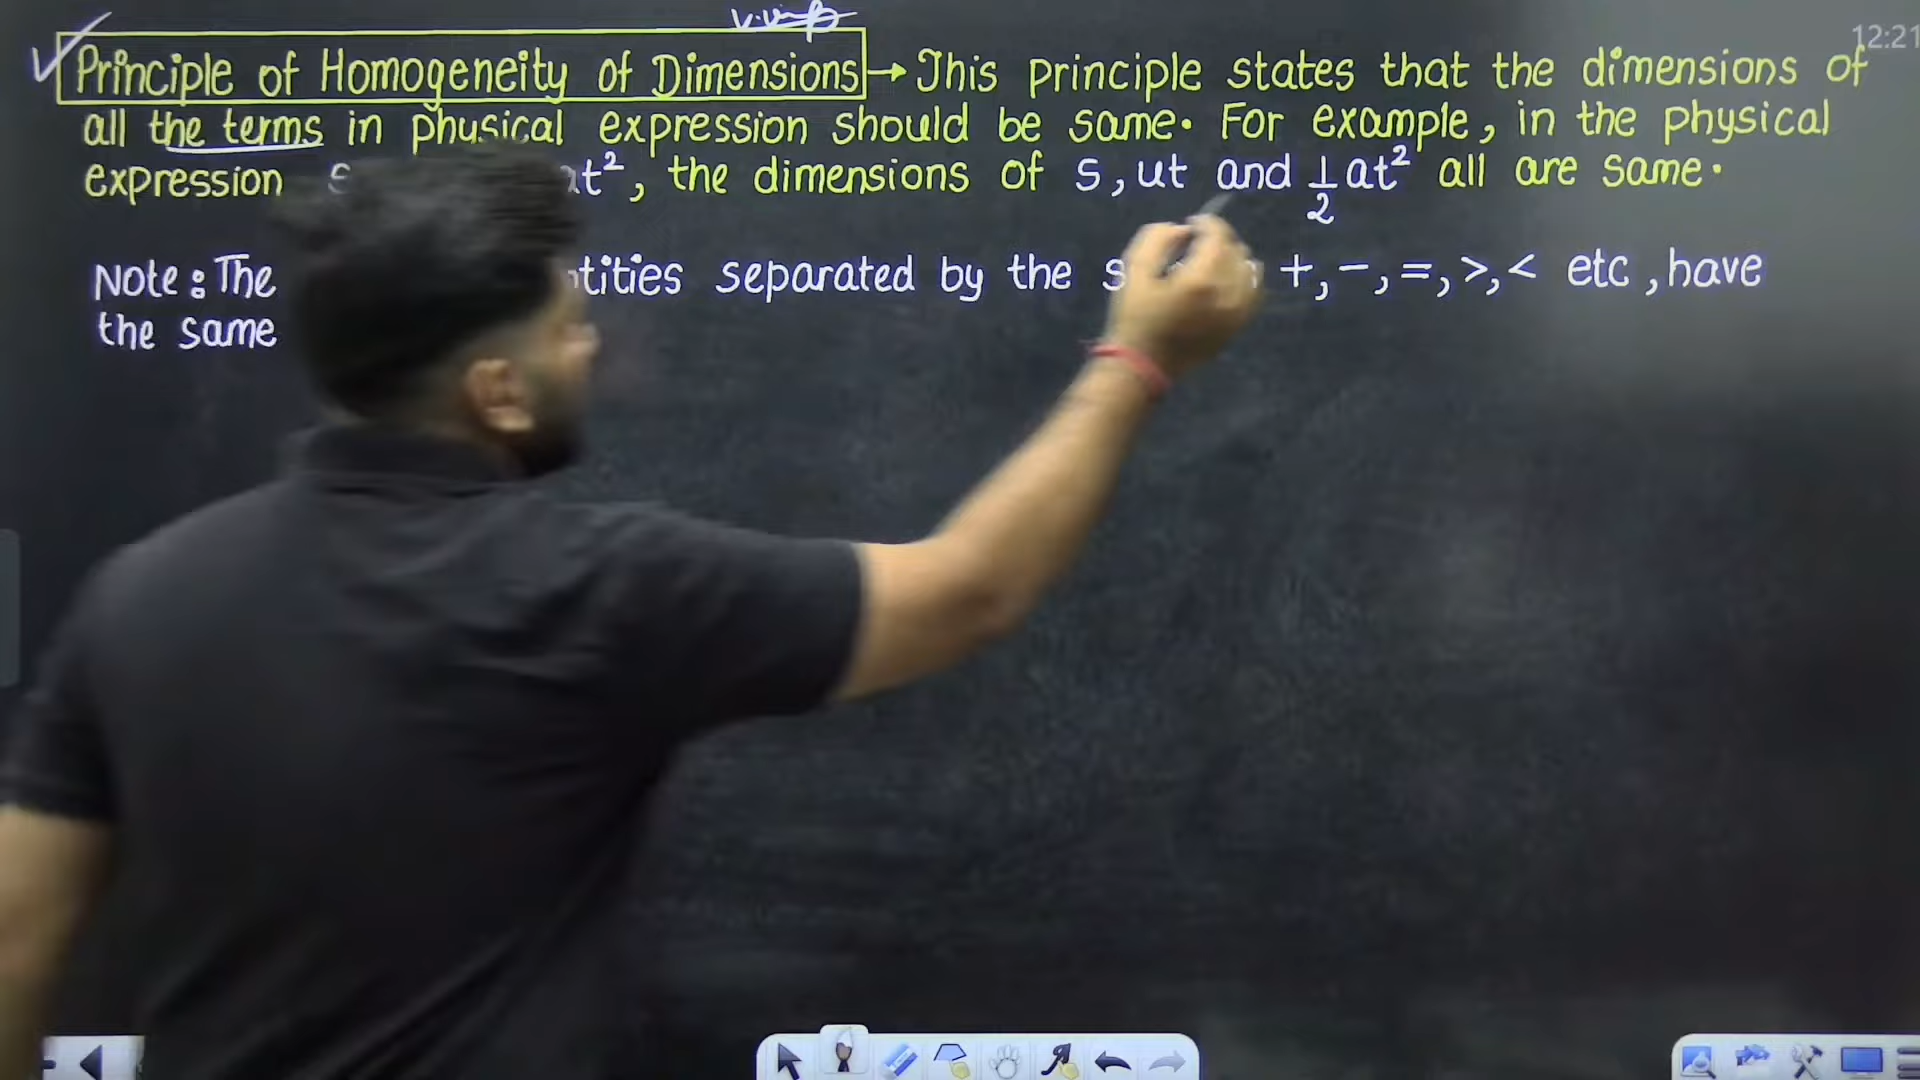 v.v.imp
12:21
Principle of Homogeneity of Dimensions → This principle states that the dimensions of
all the terms in physical expression should be same. For example, in the physical
expression at², the dimensions of s, ut and 1/2 at² all are same.
Note: The separated by the +, -, =, >, < etc, have
the same